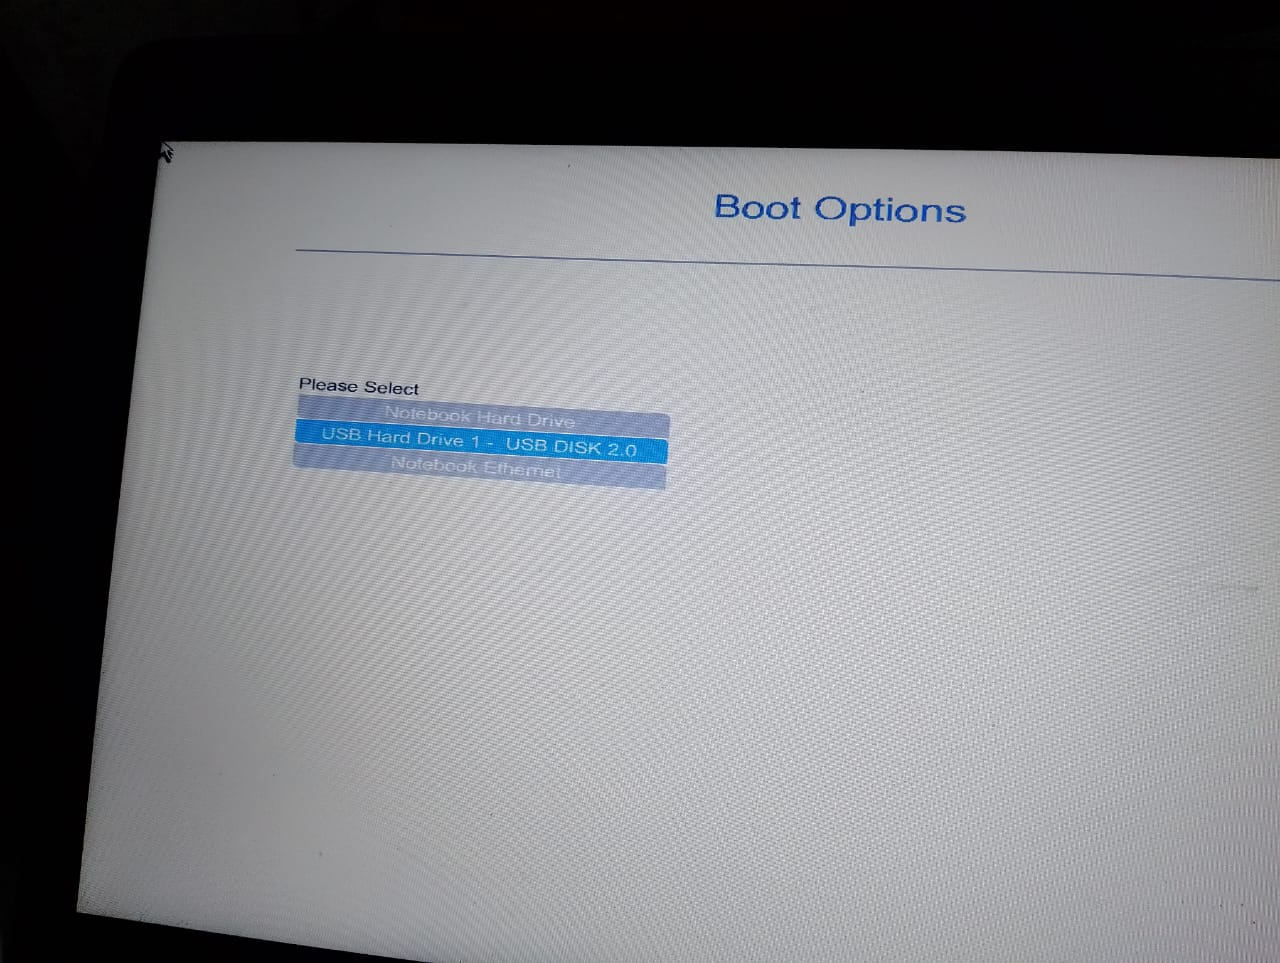 Boot Options
Please Select
Notebook Hard Drive
USB Hard Drive 1 - USB DISK 2.0
Notebook Ethernet